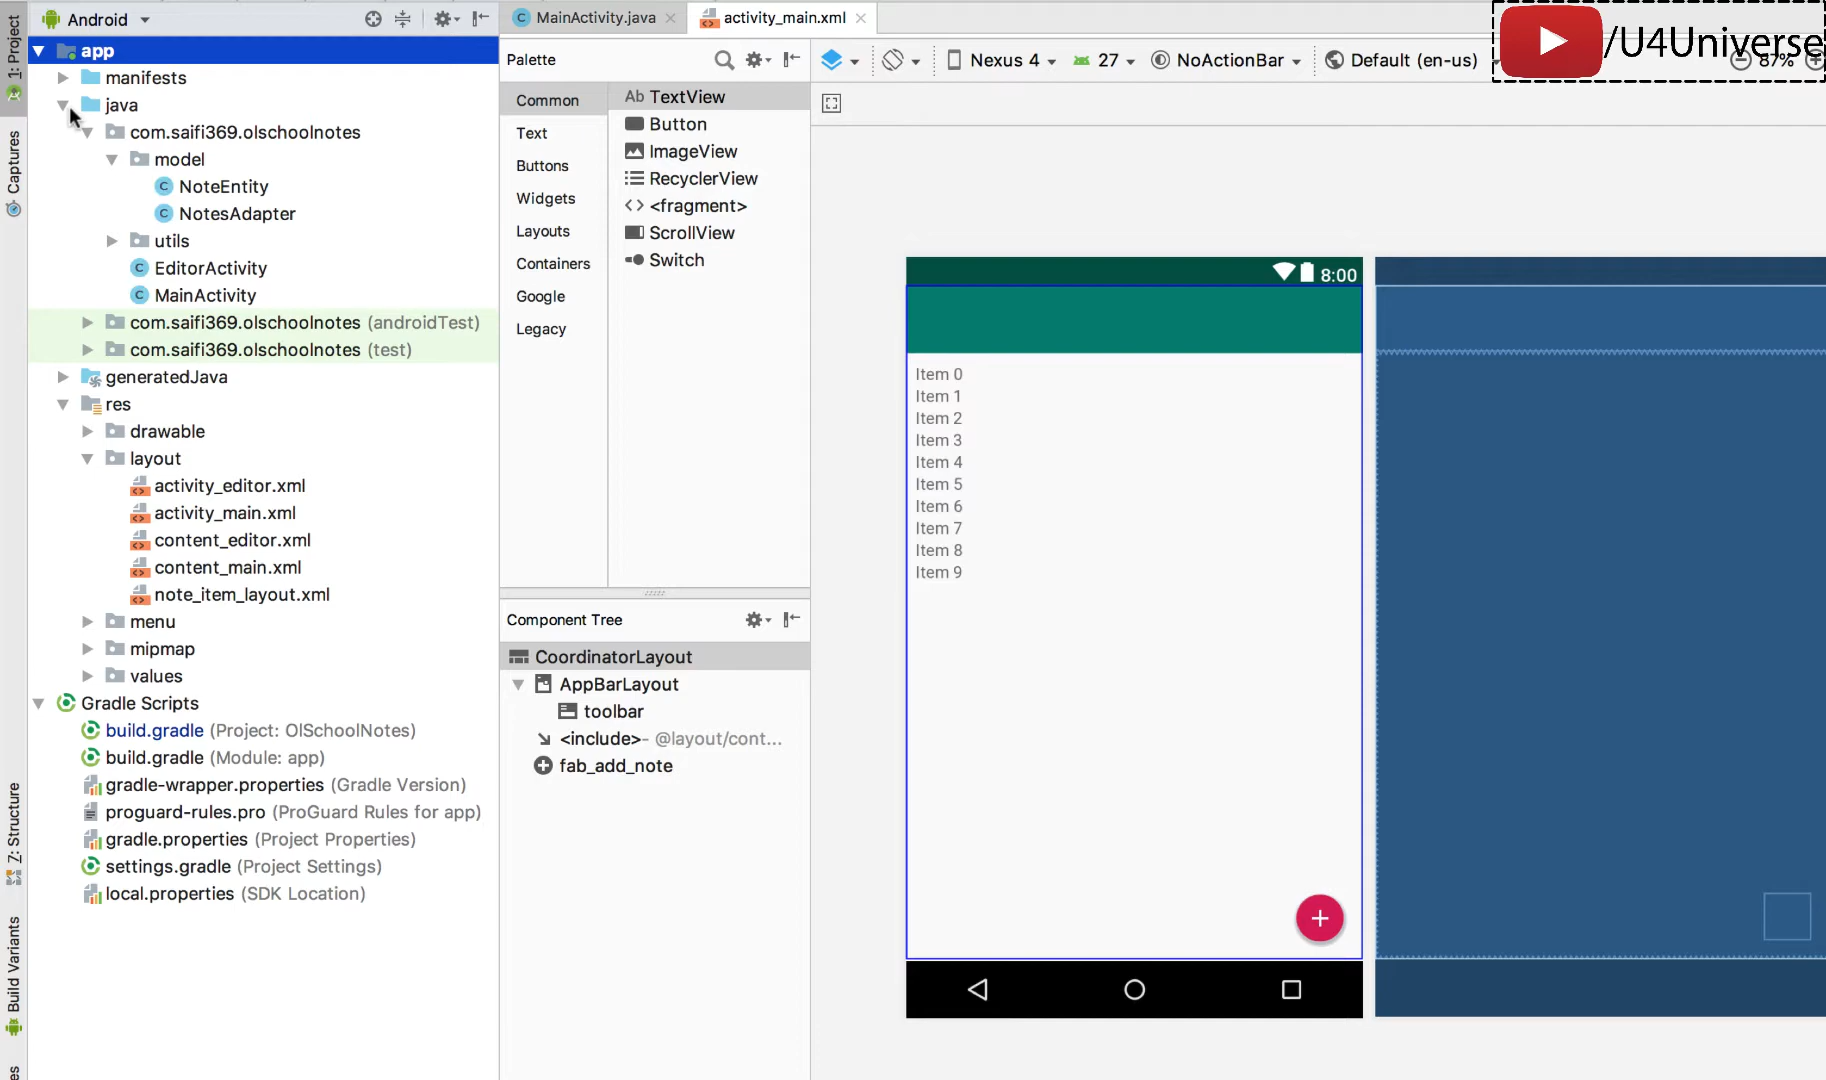 Android
MainActivity.java
activity_main.xml
/U4Universe
1: Project
Captures
Z: Structure
Build Variants
app
manifests
java
com.saifi369.olschoolnotes
model
NoteEntity
NotesAdapter
utils
EditorActivity
MainActivity
com.saifi369.olschoolnotes (androidTest)
com.saifi369.olschoolnotes (test)
generatedJava
res
drawable
layout
activity_editor.xml
activity_main.xml
content_editor.xml
content_main.xml
note_item_layout.xml
menu
mipmap
values
Gradle Scripts
build.gradle (Project: OlSchoolNotes)
build.gradle (Module: app)
gradle-wrapper.properties (Gradle Version)
proguard-rules.pro (ProGuard Rules for app)
gradle.properties (Project Properties)
settings.gradle (Project Settings)
local.properties (SDK Location)
Palette
Common
Text
Buttons
Widgets
Layouts
Containers
Google
Legacy
Ab TextView
Button
ImageView
RecyclerView
<fragment>
ScrollView
Switch
Component Tree
CoordinatorLayout
AppBarLayout
toolbar
<include>- @layout/cont...
fab_add_note
Nexus 4 27 NoActionBar Default (en-us) 87%
8:00
Item 0
Item 1
Item 2
Item 3
Item 4
Item 5
Item 6
Item 7
Item 8
Item 9